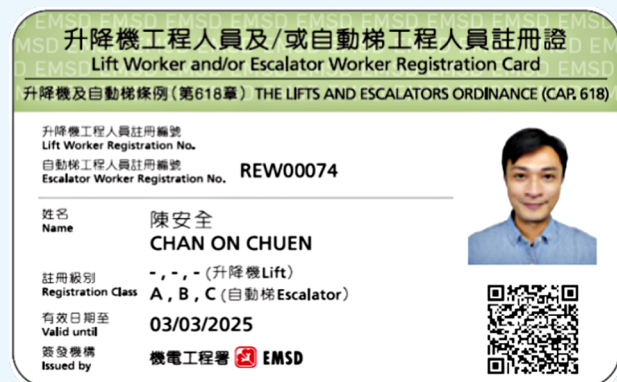 升降機工程人員及/或自動梯工程人員註冊證
Lift Worker and/or Escalator Worker Registration Card
升降機及自動梯條例(第618章) THE LIFTS AND ESCALATORS ORDINANCE (CAP. 618)
升降機工程人員註冊編號
Lift Worker Registration No.
自動梯工程人員註冊編號
Escalator Worker Registration No. REW00074
姓名
Name
陳安全
CHAN ON CHUEN
註冊級別
Registration Class
- , - , - (升降機Lift)
A , B , C (自動梯Escalator)
有效日期至
Valid until
03/03/2025
簽發機構
Issued by
機電工程署 EMSD